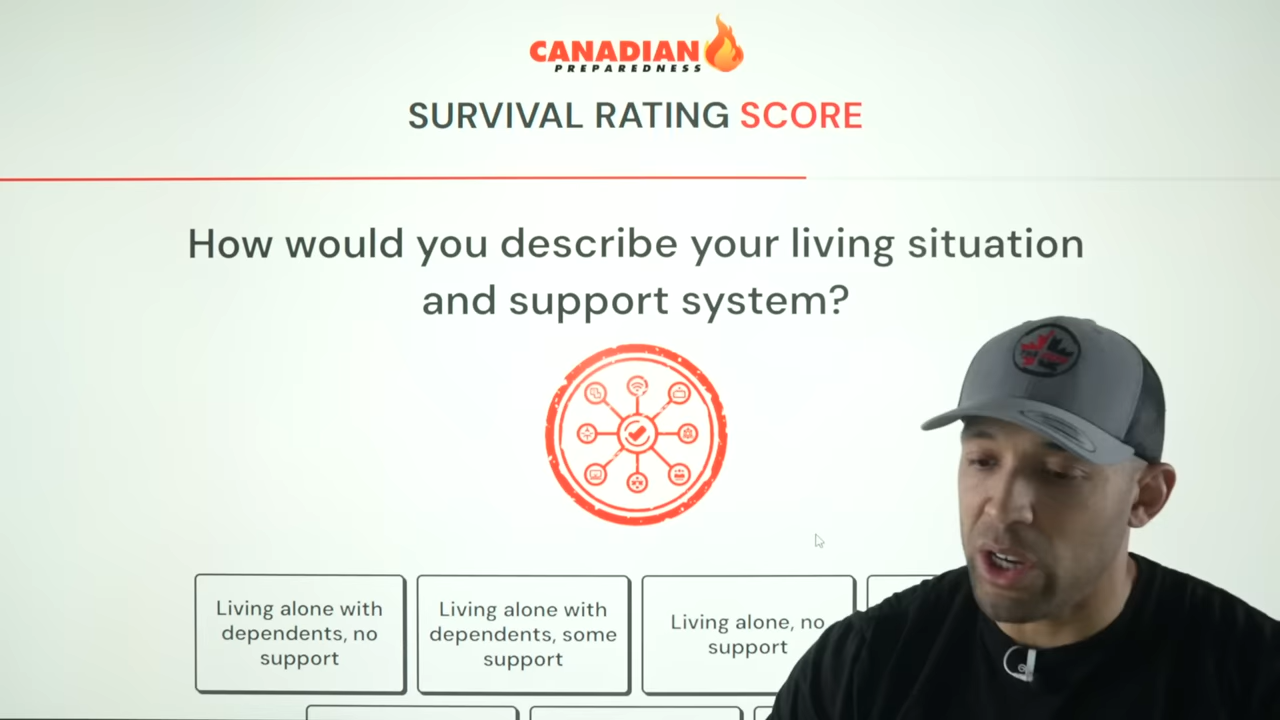 CANADIAN
PREPAREDNESS
SURVIVAL RATING SCORE
How would you describe your living situation
and support system?
Living alone with
dependents, no
support
Living alone with
dependents, some
support
Living alone, no
support